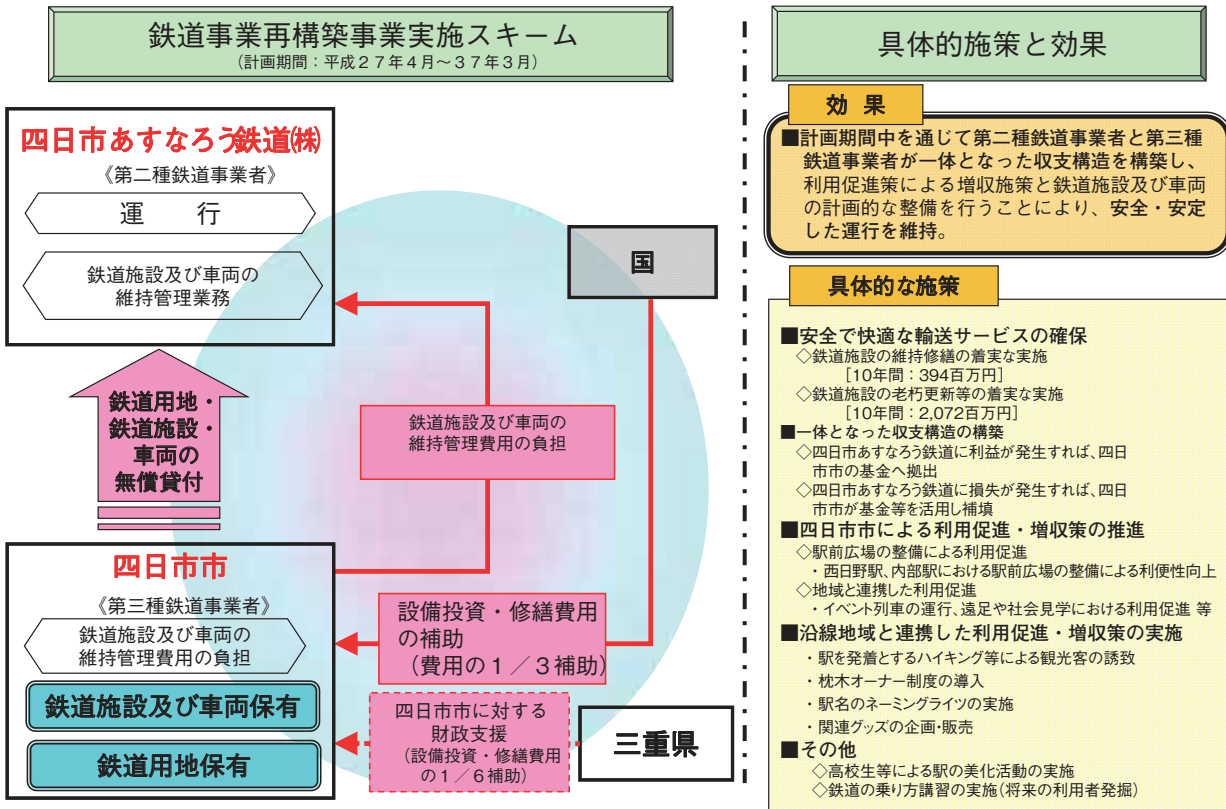 鉄道事業再構築事業実施スキーム
(計画期間：平成２７年４月～３７年３月)
四日市あすなろう鉄道㈱
《第二種鉄道事業者》
運　　行
鉄道施設及び車両の
維持管理業務
鉄道用地・
鉄道施設・
車両の
無償貸付
四日市市
《第三種鉄道事業者》
鉄道施設及び車両の
維持管理費用の負担
鉄道施設及び車両保有
鉄道用地保有
国
鉄道施設及び車両の
維持管理費用の負担
設備投資・修繕費用
の補助
（費用の１／３補助）
四日市市に対する
財政支援
（設備投資・修繕費用
の１／６補助）
三重県
具体的施策と効果
効　果
■計画期間中を通じて第二種鉄道事業者と第三種
鉄道事業者が一体となった収支構造を構築し、
利用促進策による増収施策と鉄道施設及び車両
の計画的な整備を行うことにより、安全・安定
した運行を維持。
具体的な施策
■安全で快適な輸送サービスの確保
◇鉄道施設の維持修繕の着実な実施
［10年間：394百万円］
◇鉄道施設の老朽更新等の着実な実施
［10年間：2,072百万円］
■一体となった収支構造の構築
◇四日市あすなろう鉄道に利益が発生すれば、四日
市市の基金へ拠出
◇四日市あすなろう鉄道に損失が発生すれば、四日
市市が基金等を活用し補填
■四日市市による利用促進・増収策の推進
◇駅前広場の整備による利用促進
・西日野駅、内部駅における駅前広場の整備による利便性向上
◇地域と連携した利用促進
・イベント列車の運行、遠足や社会見学における利用促進 等
■沿線地域と連携した利用促進・増収策の実施
・駅を発着とするハイキング等による観光客の誘致
・枕木オーナー制度の導入
・駅名のネーミングライツの実施
・関連グッズの企画・販売
■その他
◇高校生等による駅の美化活動の実施
◇鉄道の乗り方講習の実施(将来の利用者発掘)